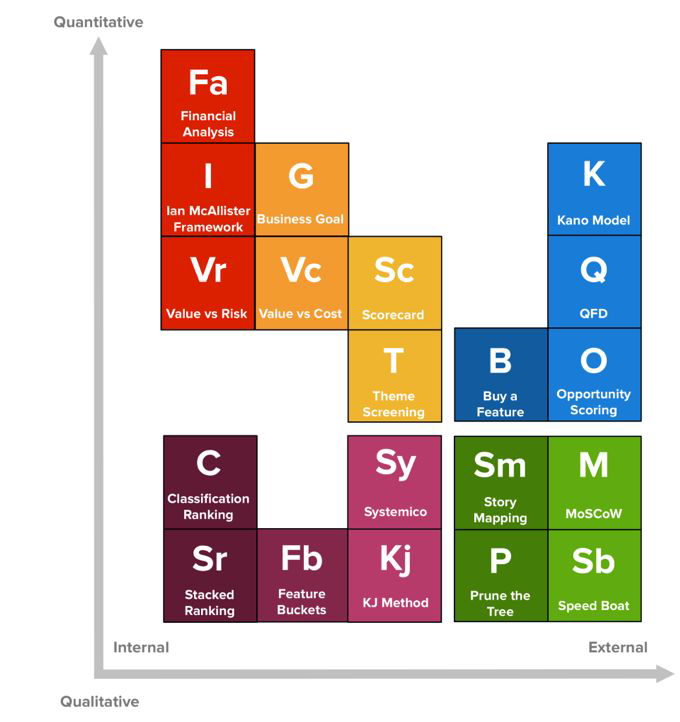 Quantitative
Fa
Financial
Analysis
I
Ian McAllister
Framework
G
Business Goal
K
Kano Model
Vr
Value vs Risk
Vc
Value vs Cost
Sc
Scorecard
Q
QFD
T
Theme
Screening
B
Buy a
Feature
O
Opportunity
Scoring
C
Classification
Ranking
Sy
Systemico
Sm
Story
Mapping
M
MoSCoW
Sr
Stacked
Ranking
Fb
Feature
Buckets
Kj
KJ Method
P
Prune the
Tree
Sb
Speed Boat
Internal
External
Qualitative